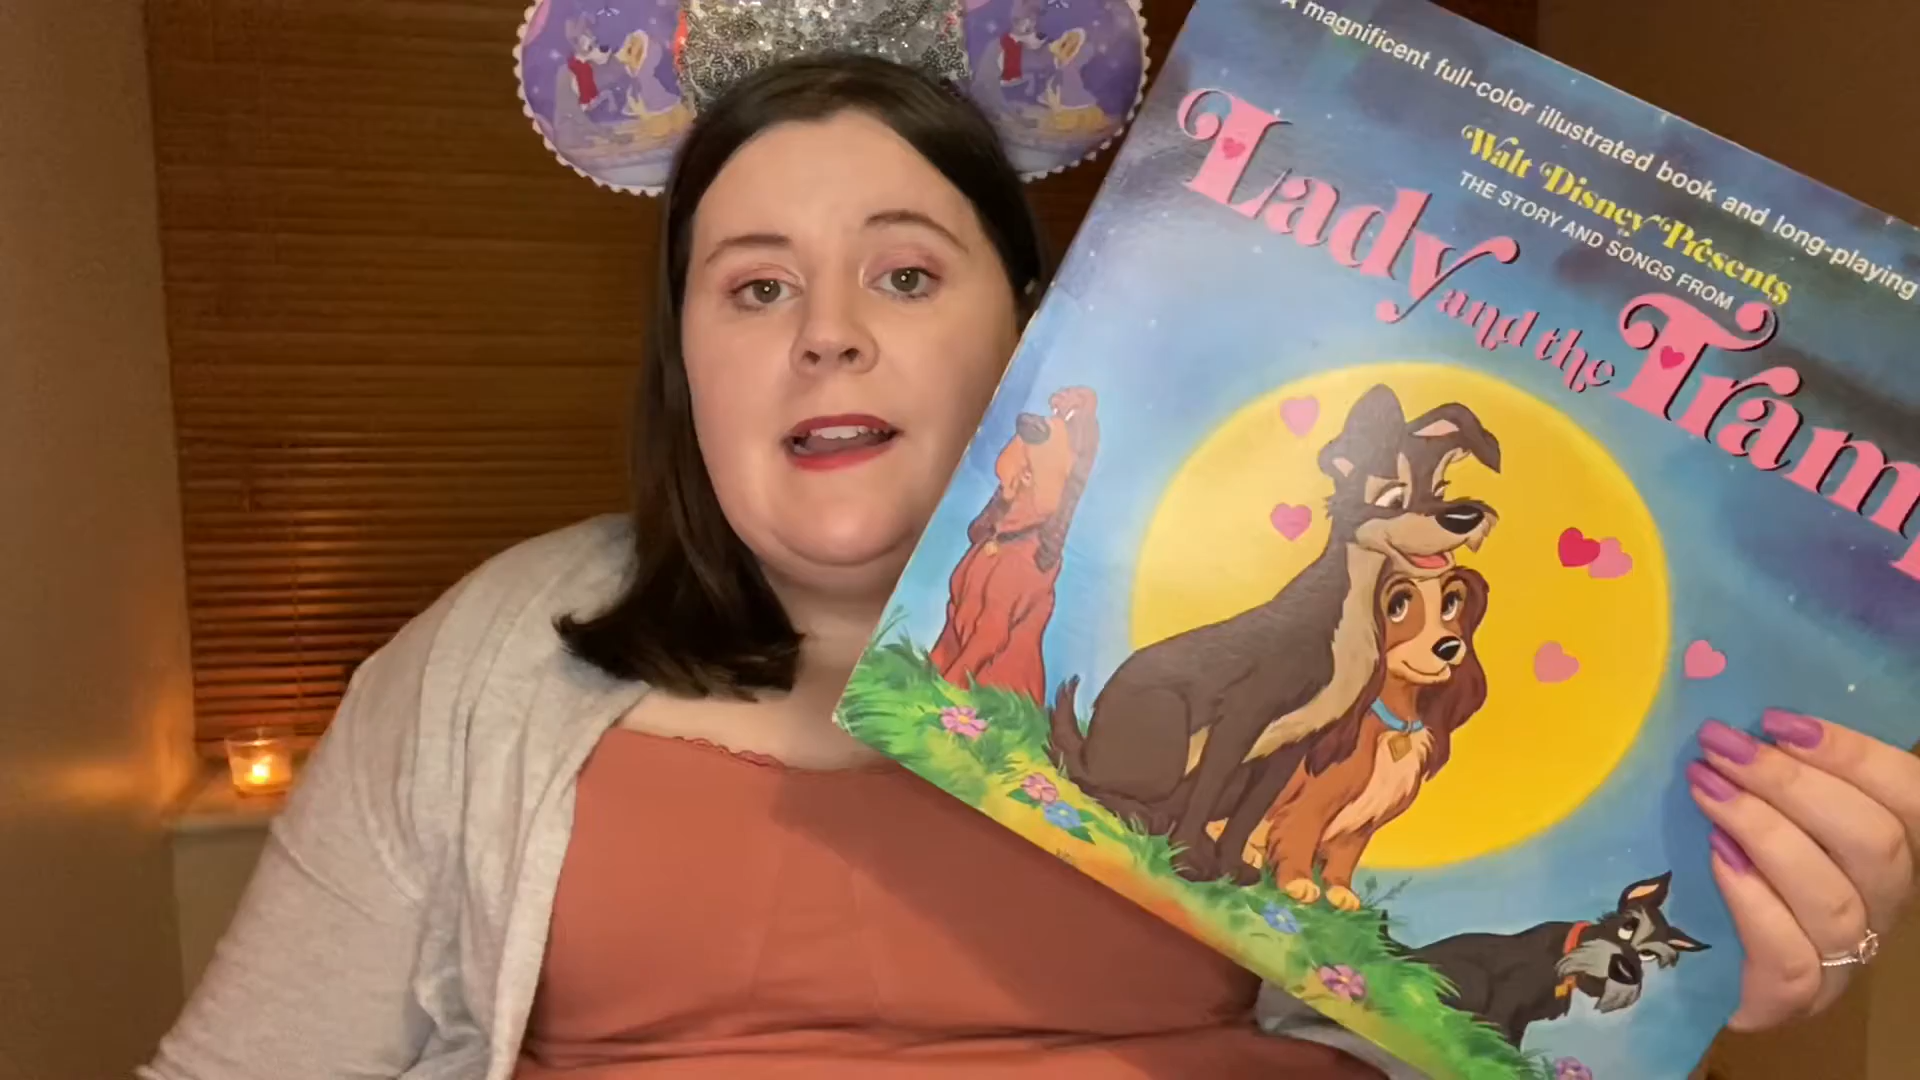 A magnificent full-color illustrated book and long-playing
Walt Disney Presents
THE STORY AND SONGS FROM
Lady and the Tramp